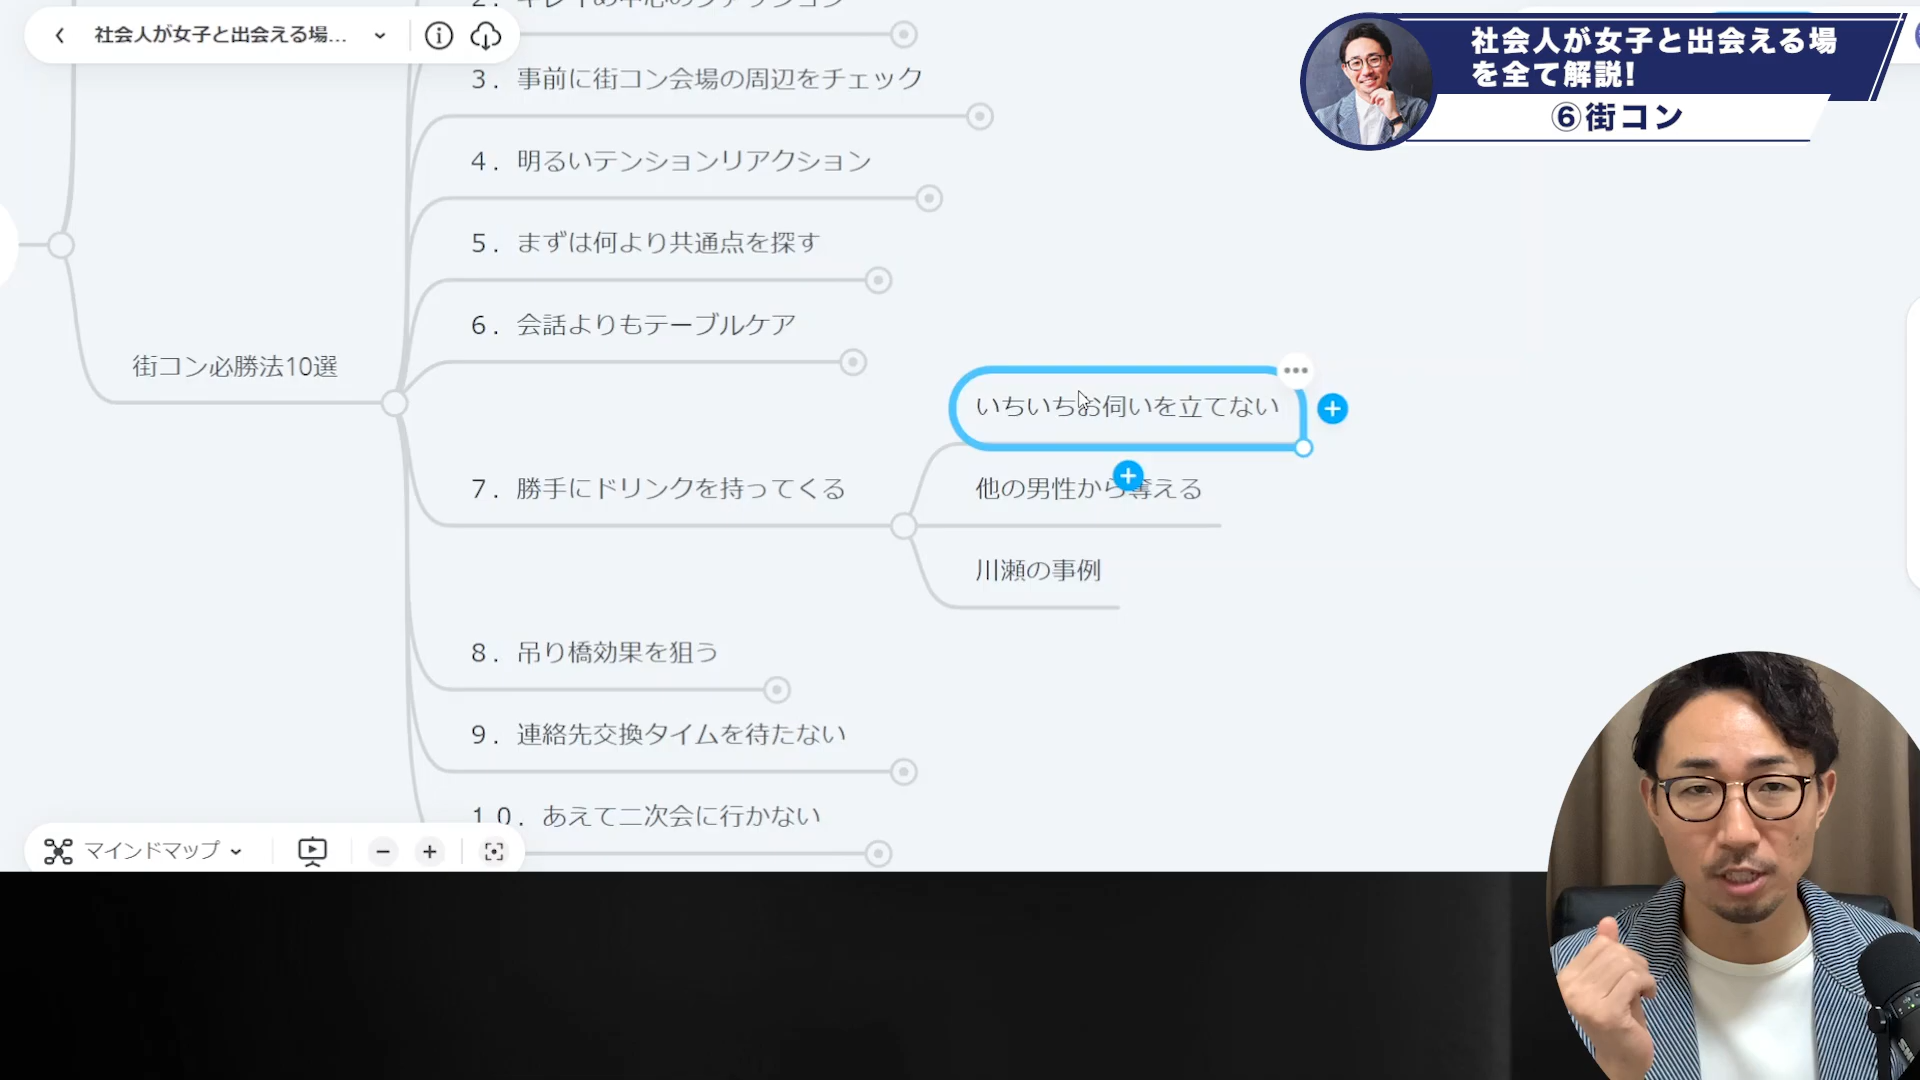 社会人が女子と出会える場...
3．事前に街コン会場の周辺をチェック
4．明るいテンションリアクション
5．まずは何より共通点を探す
6．会話よりもテーブルケア
街コン必勝法10選
いちいちお伺いを立てない
7．勝手にドリンクを持ってくる
他の男性から奪える
川瀬の事例
8．吊り橋効果を狙う
9．連絡先交換タイムを待たない
10．あえて二次会に行かない
マインドマップ
社会人が女子と出会える場
を全て解説!
⑥街コン